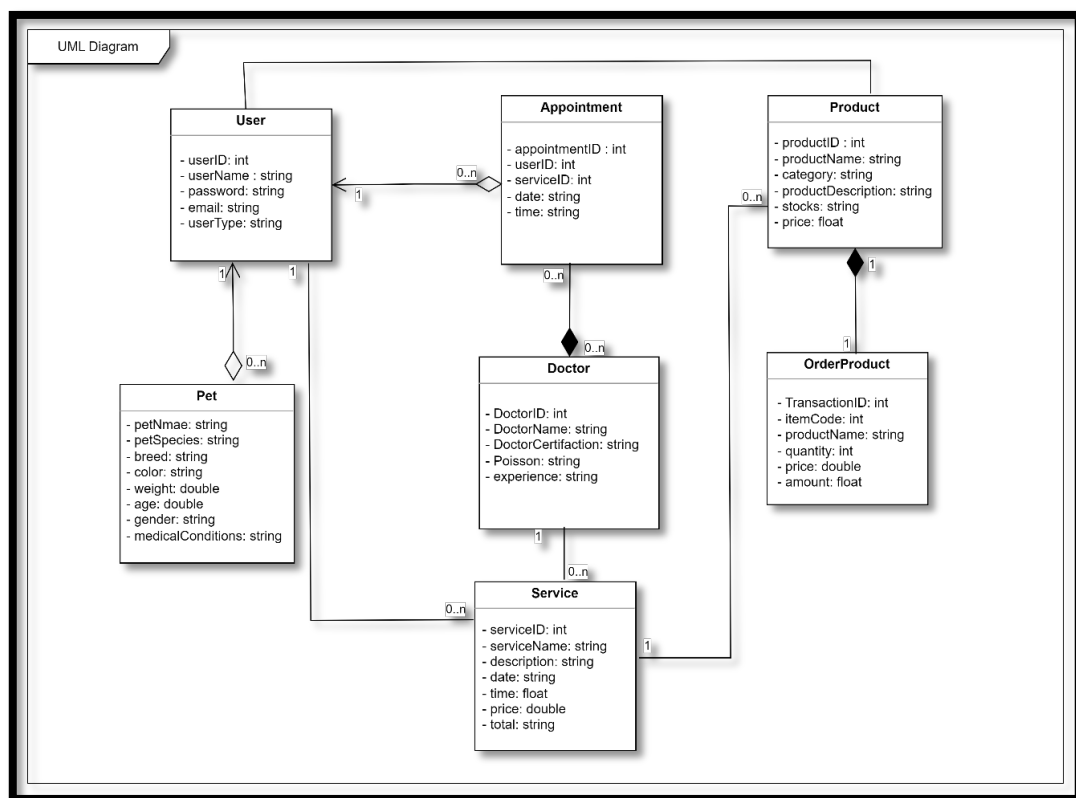 UML Diagram
User
- userID: int
- userName : string
- password: string
- email: string
- userType: string
Appointment
- appointmentID : int
- userID: int
- serviceID: int
- date: string
- time: string
Product
- productID : int
- productName: string
- category: string
- productDescription: string
- stocks: string
- price: float
0..n
1
0..n
1
1
1
0..n
0..n
0..n
1
Pet
- petNmae: string
- petSpecies: string
- breed: string
- color: string
- weight: double
- age: double
- gender: string
- medicalConditions: string
Doctor
- DoctorID: int
- DoctorName: string
- DoctorCertifaction: string
- Poisson: string
- experience: string
OrderProduct
- TransactionID: int
- itemCode: int
- productName: string
- quantity: int
- price: double
- amount: float
1
0..n
0..n
1
Service
- serviceID: int
- serviceName: string
- description: string
- date: string
- time: float
- price: double
- total: string